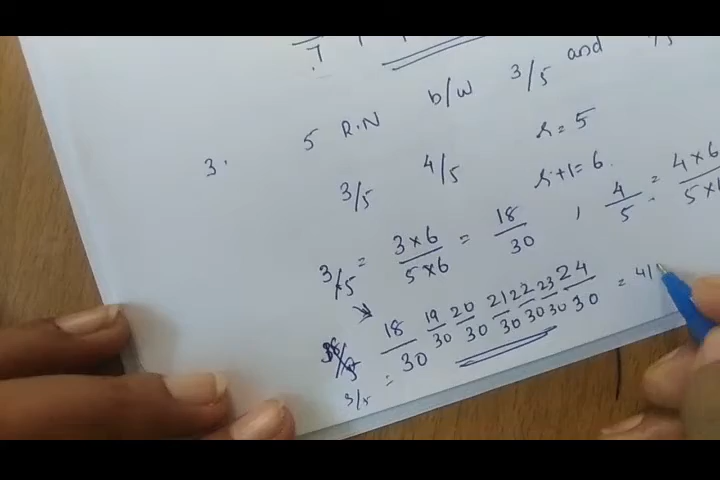 7
3. 5 R.N b/w 3/5 and
3/5 4/5 r = 5
r+1 = 6.
3/5 = 3×6/5×6 = 18/30 , 4/5 = 4×6
3/5 = 18/30 19/30 20/30 21/30 22/30 23/30 24/30 = 4/